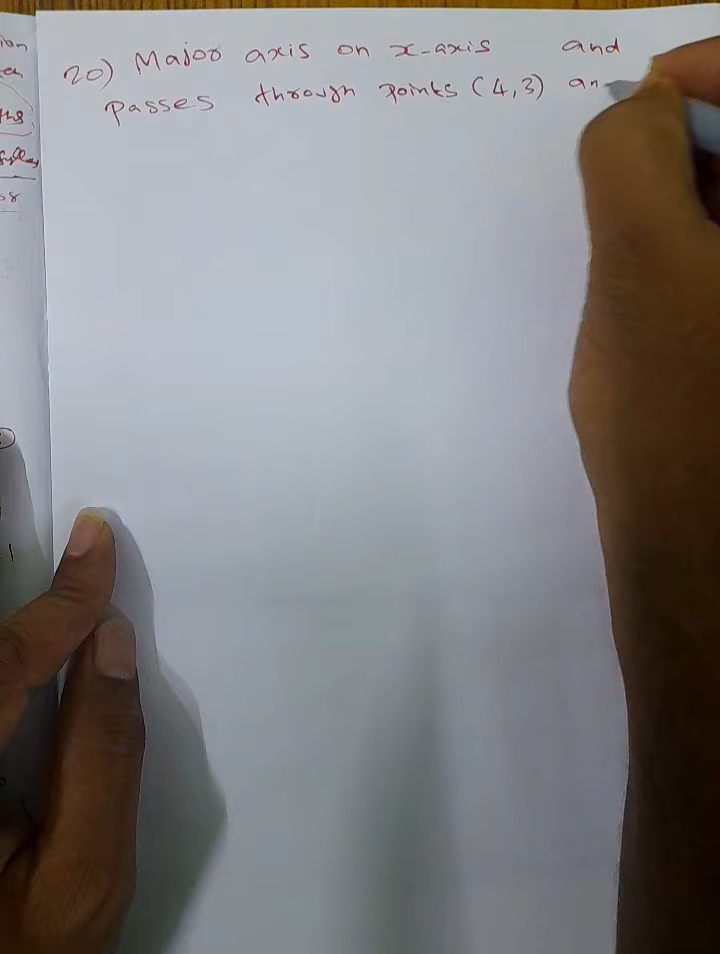 20) Major axis on x-axis and
passes through points (4,3) an